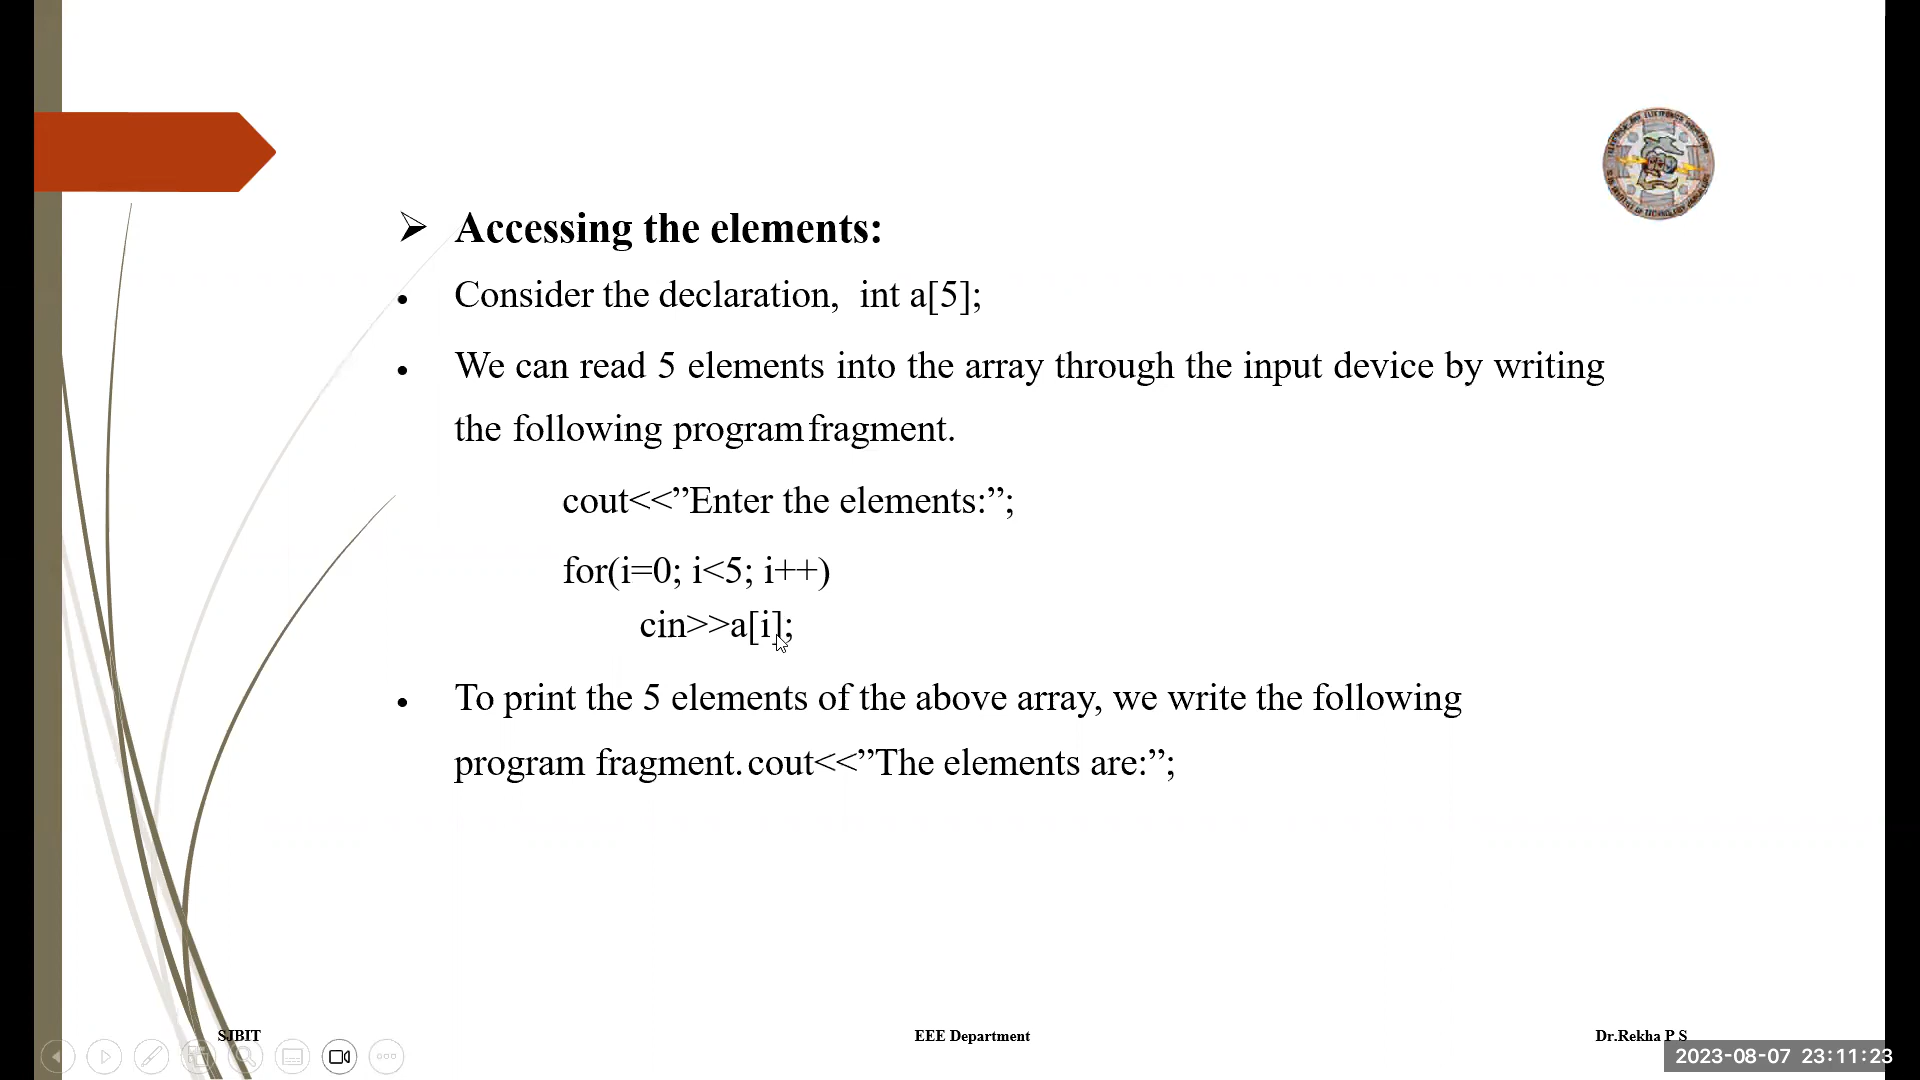 Accessing the elements:
Consider the declaration, int a[5];
We can read 5 elements into the array through the input device by writing
the following program fragment.
cout<<”Enter the elements:”;
for(i=0; i<5; i++)
cin>>a[i];
To print the 5 elements of the above array, we write the following
program fragment. cout<<”The elements are:”;
SJBIT
EEE Department
Dr.Rekha P S
2023-08-07 23:11:23